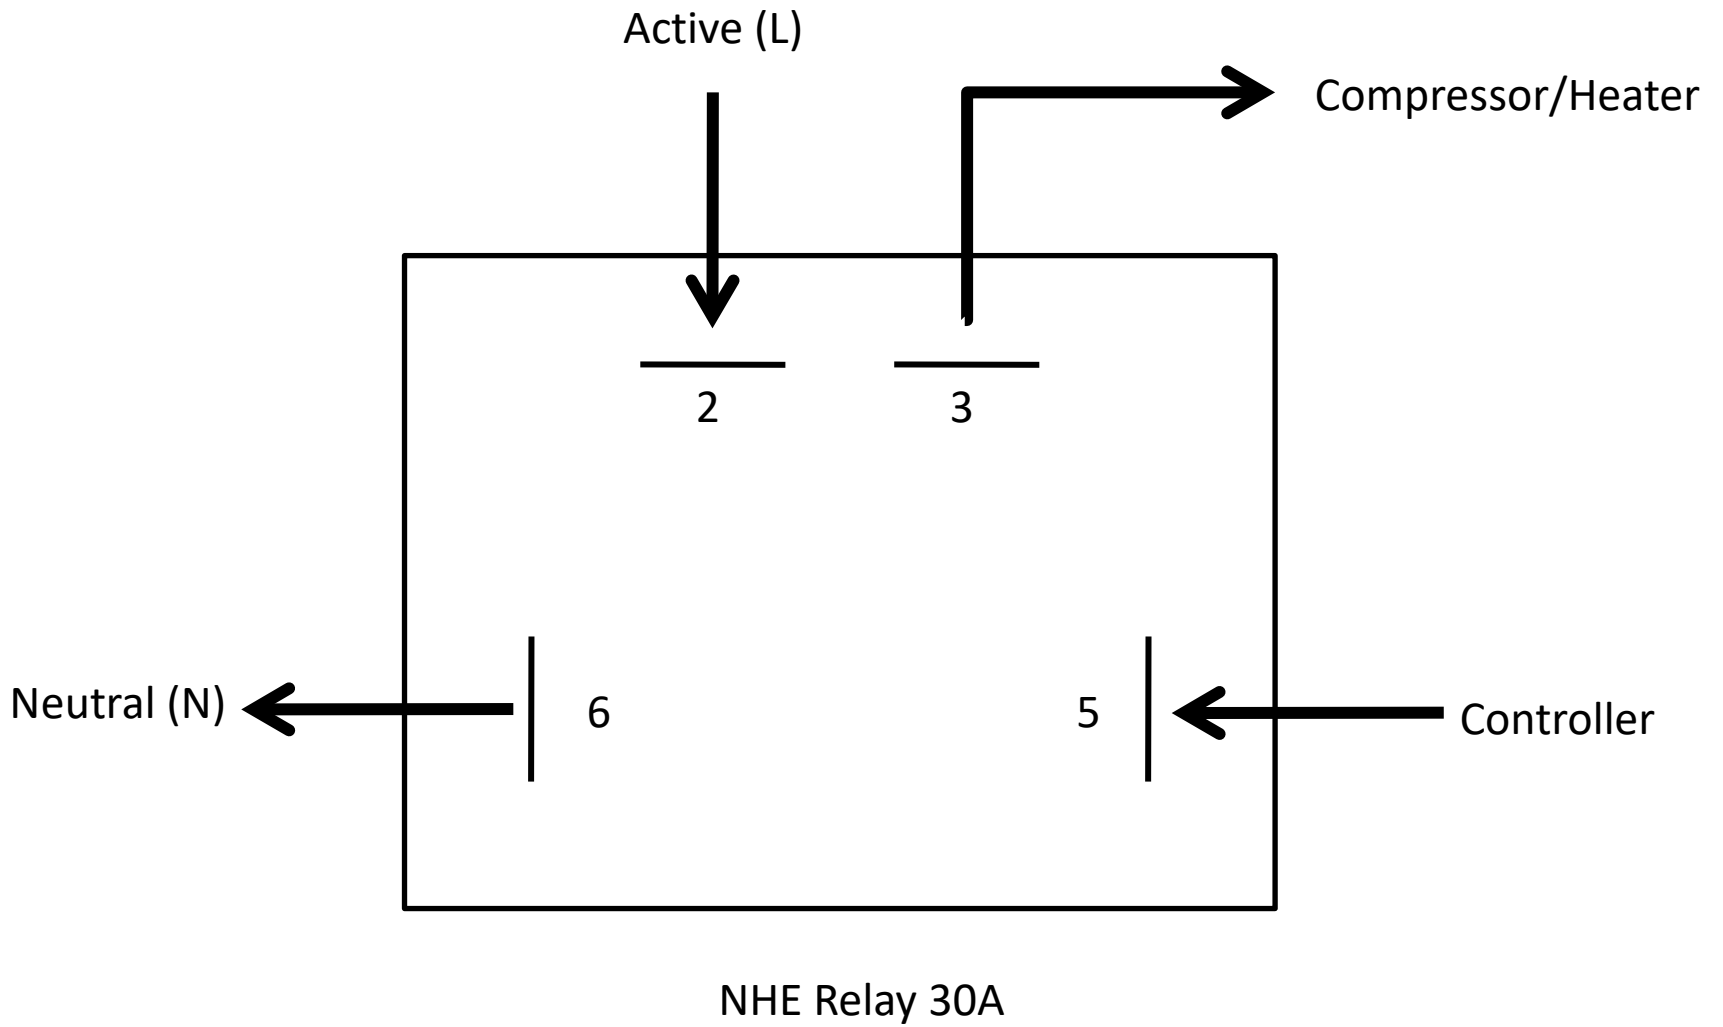 Active (L)
Compressor/Heater
2
3
Neutral (N)
6
5
Controller
NHE Relay 30A